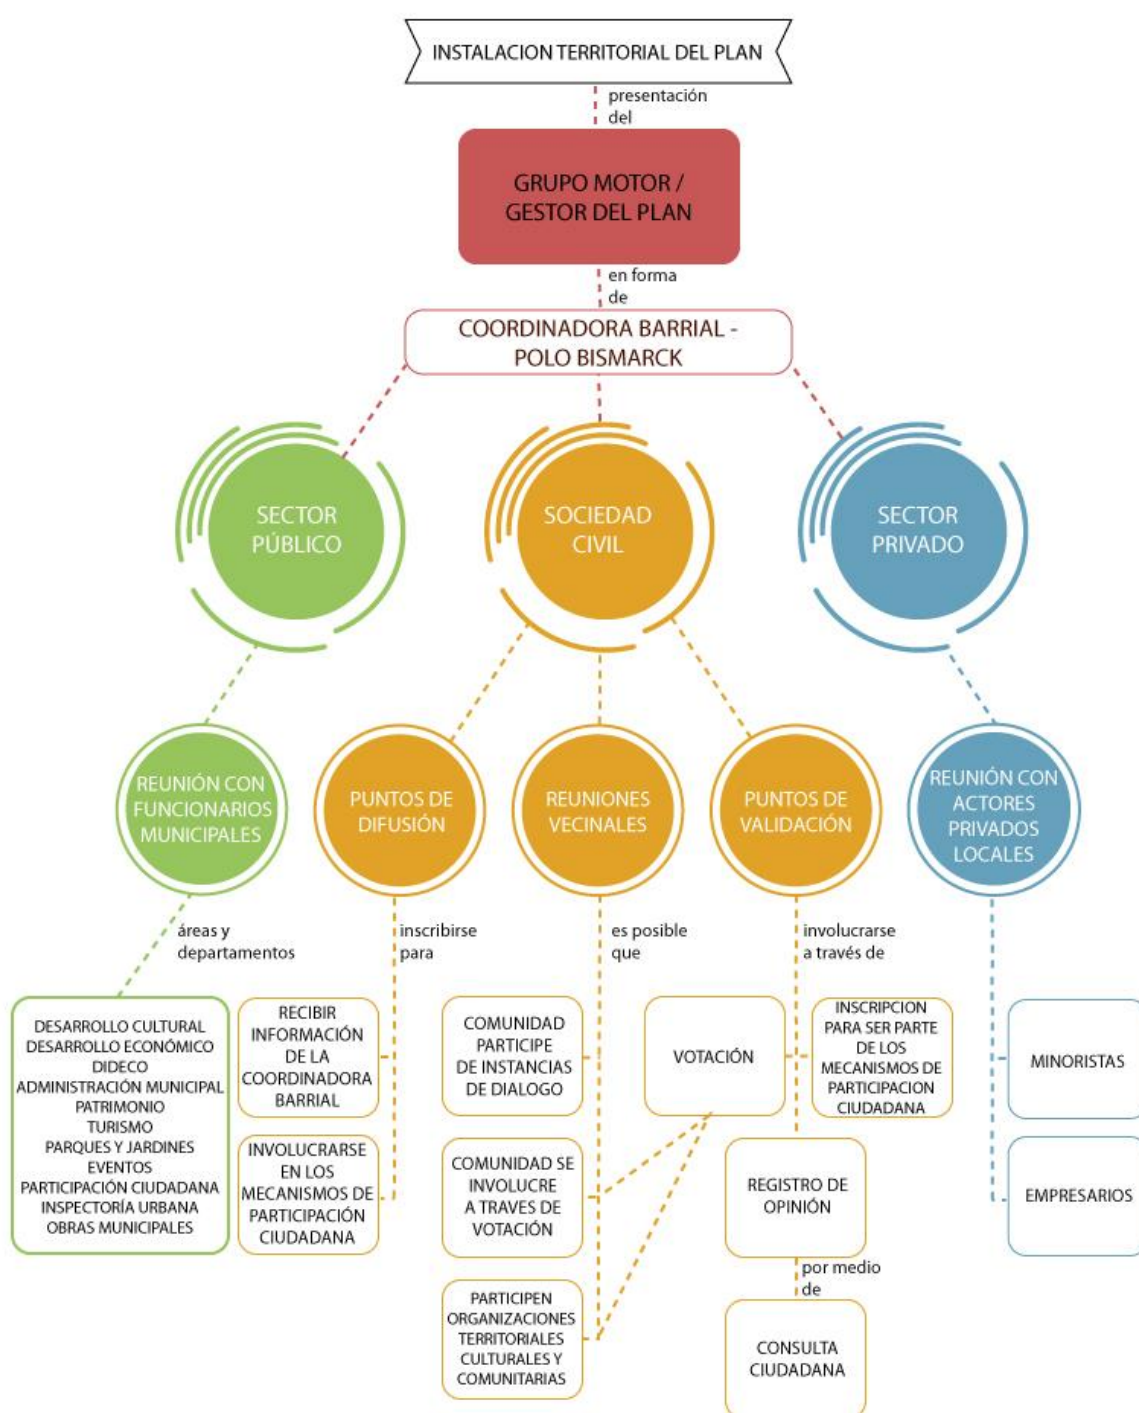 INSTALACION TERRITORIAL DEL PLAN
presentación
del
GRUPO MOTOR /
GESTOR DEL PLAN
en forma
de
COORDINADORA BARRIAL -
POLO BISMARCK
SECTOR
PÚBLICO
SOCIEDAD
CIVIL
SECTOR
PRIVADO
REUNIÓN CON
FUNCIONARIOS
MUNICIPALES
PUNTOS DE
DIFUSIÓN
REUNIONES
VECINALES
PUNTOS DE
VALIDACIÓN
REUNIÓN CON
ACTORES
PRIVADOS
LOCALES
áreas y
departamentos
inscribirse
para
es posible
que
involucrarse
a través de
DESARROLLO CULTURAL
DESARROLLO ECONÓMICO
DIDECO
ADMINISTRACIÓN MUNICIPAL
PATRIMONIO
TURISMO
PARQUES Y JARDINES
EVENTOS
PARTICIPACIÓN CIUDADANA
INSPECTORÍA URBANA
OBRAS MUNICIPALES
RECIBIR
INFORMACIÓN
DE LA
COORDINADORA
BARRIAL
INVOLUCRARSE
EN LOS
MECANISMOS DE
PARTICIPACIÓN
CIUDADANA
COMUNIDAD
PARTICIPE
DE INSTANCIAS
DE DIALOGO
COMUNIDAD SE
INVOLUCRE
A TRAVES DE
VOTACIÓN
PARTICIPEN
ORGANIZACIONES
TERRITORIALES
CULTURALES Y
COMUNITARIAS
VOTACIÓN
INSCRIPCION
PARA SER PARTE
DE LOS
MECANISMOS DE
PARTICIPACION
CIUDADANA
REGISTRO DE
OPINIÓN
por medio
de
CONSULTA
CIUDADANA
MINORISTAS
EMPRESARIOS